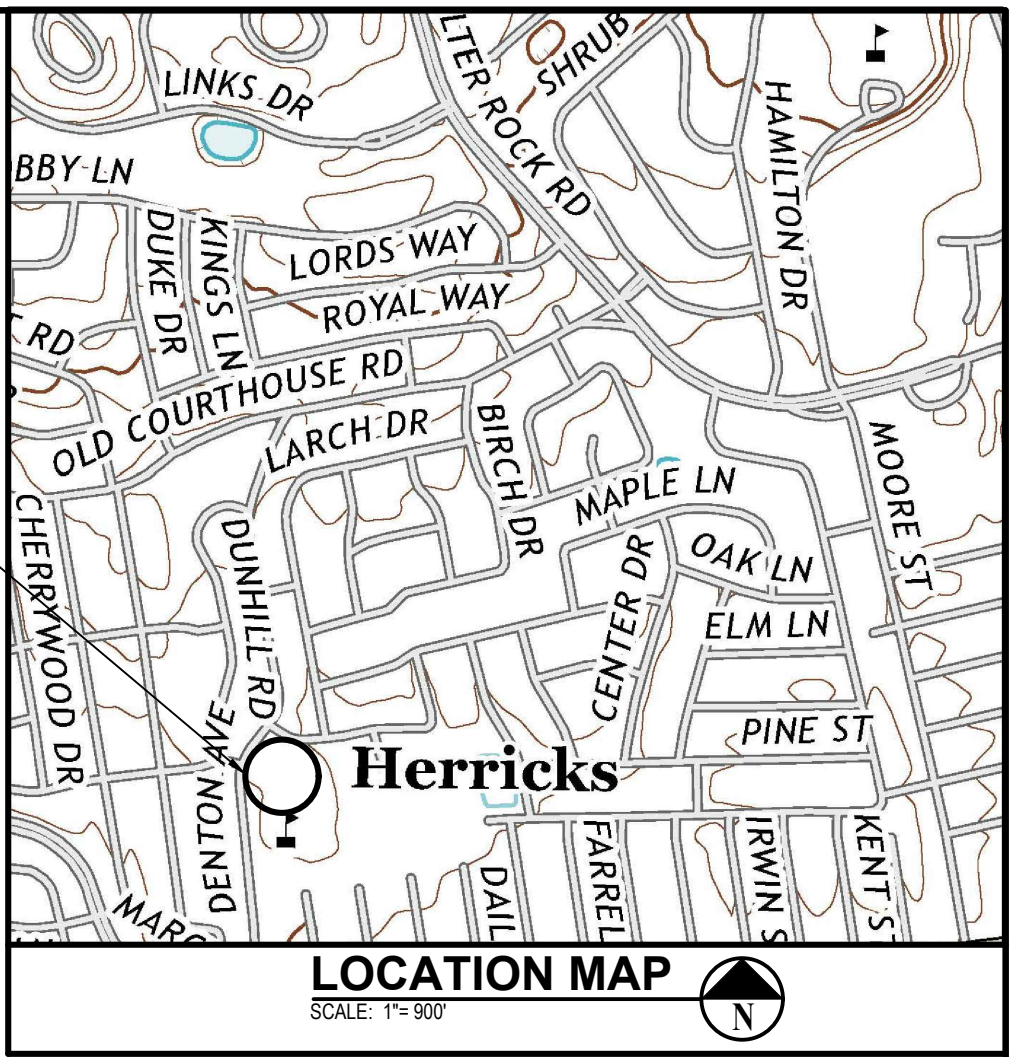 LINKS DR
LTER ROCK RD
SHRUB
HAMILTON DR
BBY LN
DUKE DR
KINGS LN
LORDS WAY
ROYAL WAY
RD
OLD COURTHOUSE RD
LARCH DR
BIRCH DR
MAPLE LN
MOORE ST
CHERRYWOOD DR
DUNHILL RD
CENTER DR
OAK LN
ELM LN
PINE ST
DENTON AVE
Herricks
DAIL
FARREL
IRWIN S
KENT ST
MARC
LOCATION MAP
SCALE: 1"= 900'
N